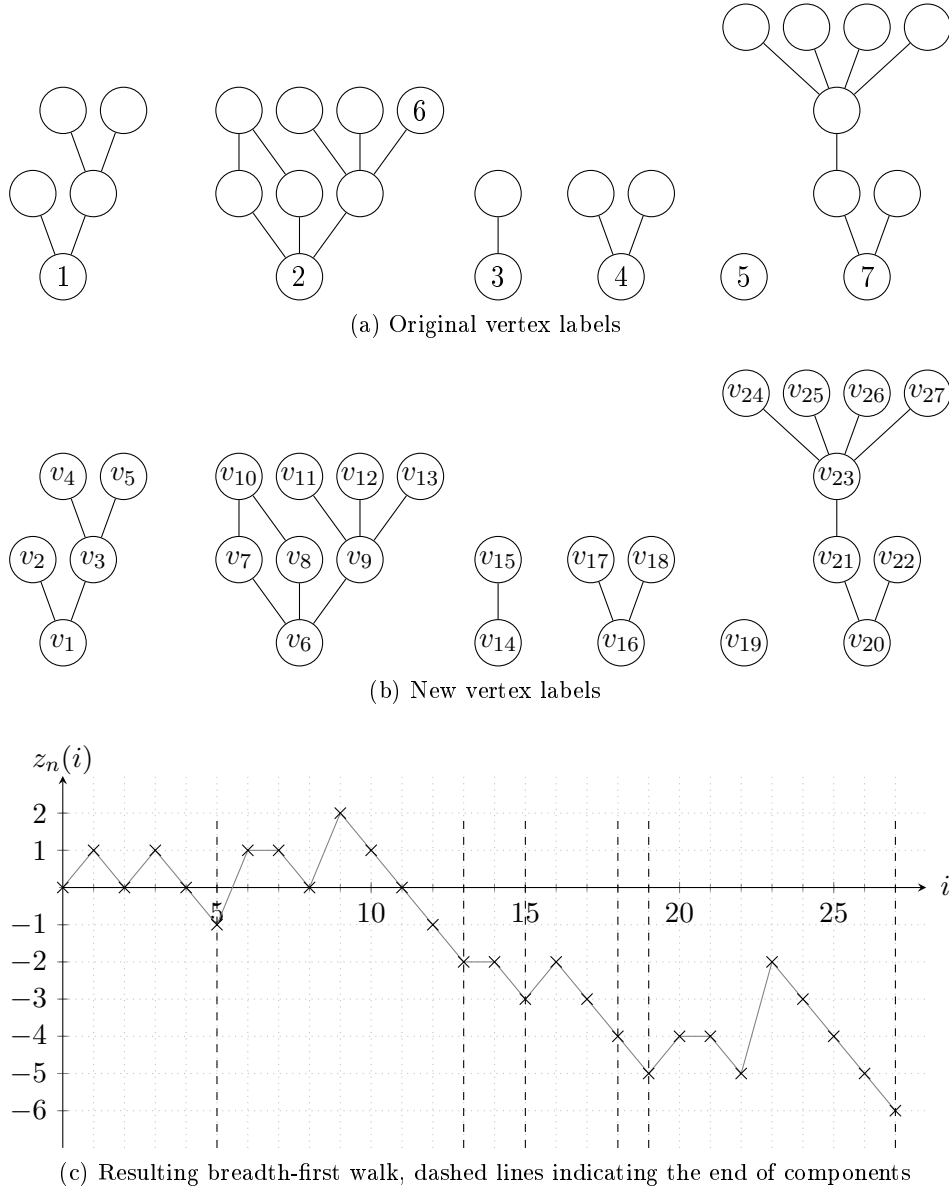 6
1 2 3 4 5 7
(a) Original vertex labels
v24 v25 v26 v27
v4 v5 v10 v11 v12 v13 v23
v2 v3 v7 v8 v9 v15 v17 v18 v21 v22
v1 v6 v14 v16 v19 v20
(b) New vertex labels
z_n(i)
2
1
i
5 10 15 20 25
−1
−2
−3
−4
−5
−6
(c) Resulting breadth-first walk, dashed lines indicating the end of components